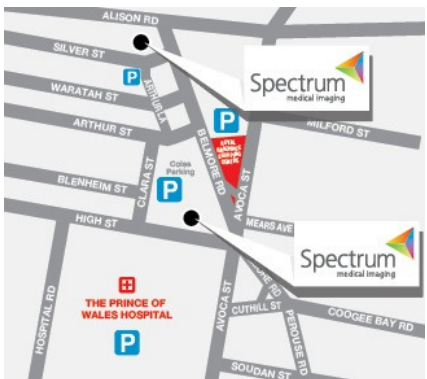 ALISON RD
SILVER ST
Spectrum
medical imaging
P
WARATAH ST
ARTHUR LA
P
MILFORD ST
ARTHUR ST
BELMORE RD
Coles
Parking
CLARA ST
P
BLENHEIM ST
AVOCA ST
HIGH ST
MEARS AVE
Spectrum
medical imaging
THE PRINCE OF
WALES HOSPITAL
HOSPITAL RD
P
AVOCA ST
CUTHILL ST
PEROUSE RD
COOGEE BAY RD
SOUDAN ST